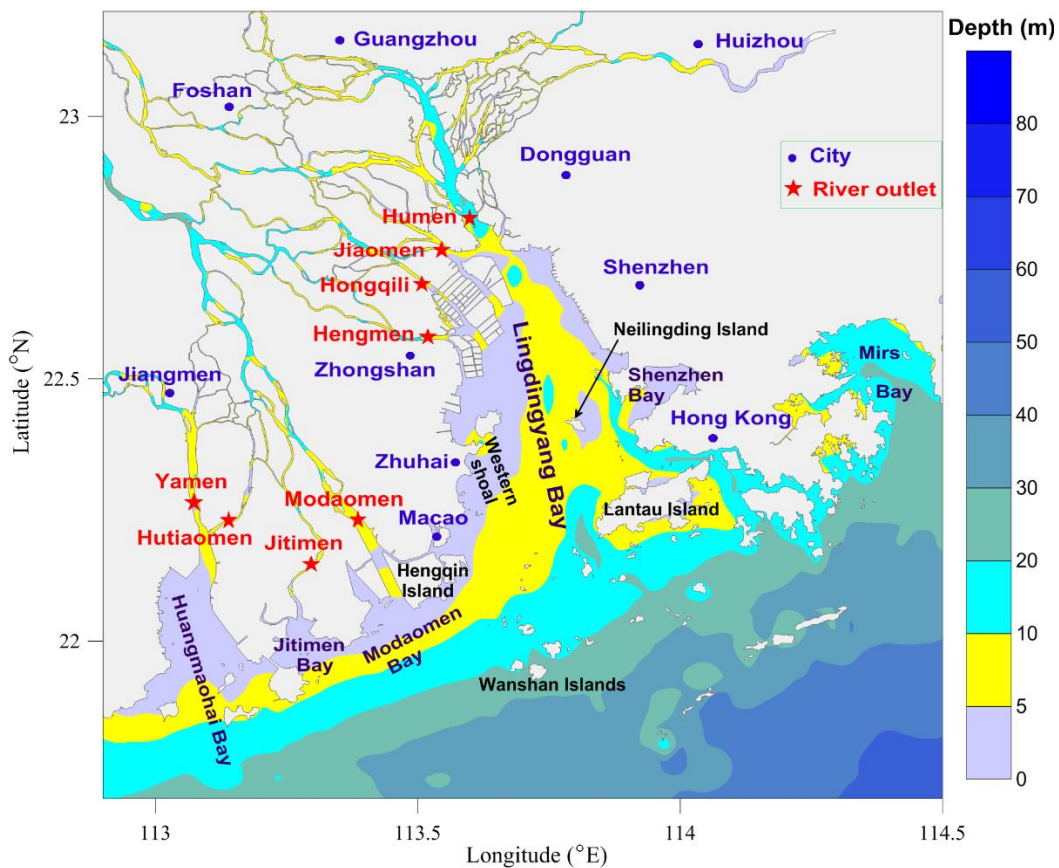 Depth (m)
Guangzhou
Huizhou
Foshan
23
80
Dongguan
City
River outlet
70
Humen
Jiaomen
Shenzhen
60
Hongqili
Hengmen
Neilingding Island
50
Lingdingyang Bay
Zhongshan
22.5
Jiangmen
Shenzhen
Bay
Mirs
Bay
40
Hong Kong
Zhuhai
Western
shoal
30
Yamen
Modaomen
Lantau Island
Hutiaomen
Macao
Jitimen
20
Hengqin
Island
Huangmaohai Bay
Jitimen
Bay
Modaomen
Bay
10
22
Wanshan Islands
5
0
113
113.5
114
114.5
Latitude (°N)
Longitude (°E)